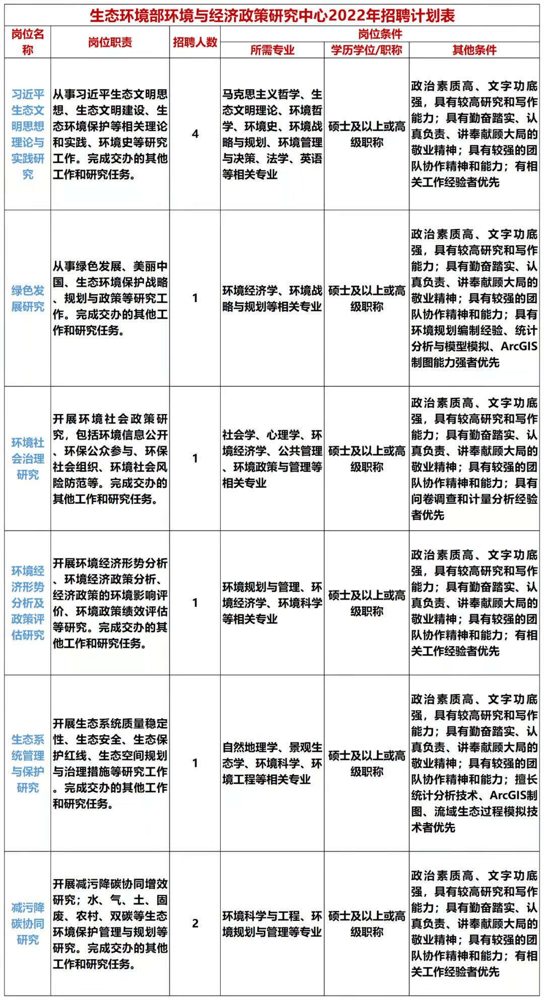 生态环境部环境与经济政策研究中心2022年招聘计划表
岗位名
称
岗位职责
招聘人数
岗位条件
所需专业
学历学位/职称
其他条件
习近平
生态文
明思想
理论与
实践研
究
从事习近平生态文明思
想、生态文明建设、生
态环境保护等相关理论
和实践、环境史等研究
工作。完成交办的其他
工作和研究任务。
4
马克思主义哲学、生
态文明理论、环境哲
学、环境史、环境战
略与规划、环境管理
与决策、法学、英语
等相关专业
硕士及以上或高
级职称
政治素质高、文字功底
强，具有较高研究和写作
能力；具有勤奋踏实、认
真负责、讲奉献顾大局的
敬业精神；具有较强的团
队协作精神和能力；有相
关工作经验者优先
绿色发
展研究
从事绿色发展、美丽中
国、生态环境保护战略
、规划与政策等研究工
作。完成交办的其他工
作和研究任务。
1
环境经济学、环境战
略与规划等相关专业
硕士及以上或高
级职称
政治素质高、文字功底
强，具有较高研究和写作
能力；具有勤奋踏实、认
真负责、讲奉献顾大局的
敬业精神；具有较强的团
队协作精神和能力；具有
环境规划编制经验、统计
分析与模型模拟、ArcGIS
制图能力强者优先
环境社
会治理
研究
开展环境社会政策研
究，包括环境信息公开
、环保公众参与、环保
社会组织、环境社会风
险防范等。完成交办的
其他工作和研究任务。
1
社会学、心理学、环
境经济学、公共管理
、环境政策与管理等
相关专业
硕士及以上或高
级职称
政治素质高、文字功底
强，具有较高研究和写作
能力；具有勤奋踏实、认
真负责、讲奉献顾大局的
敬业精神；具有较强的团
队协作精神和能力；具有
问卷调查和计量分析经验
者优先
环境经
济形势
分析及
政策评
估研究
开展环境经济形势分析
、环境经济政策分析、
经济政策的环境影响评
价、环境政策绩效评估
等研究。完成交办的其
他工作和研究任务。
1
环境规划与管理、环
境经济学、环境科学
等相关专业
硕士及以上或高
级职称
政治素质高、文字功底
强，具有较高研究和写作
能力；具有勤奋踏实、认
真负责、讲奉献顾大局的
敬业精神；具有较强的团
队协作精神和能力；有相
关工作经验者优先
生态系
统管理
与保护
研究
开展生态系统质量稳定
性、生态安全、生态保
护红线、生态空间规划
与治理措施等研究工作
。完成交办的其他工作
和研究任务。
1
自然地理学、景观生
态学、环境科学、环
境工程等相关专业
硕士及以上或高
级职称
政治素质高、文字功底
强，具有较高研究和写作
能力；具有勤奋踏实、认
真负责、讲奉献顾大局的
敬业精神；具有较强的团
队协作精神和能力；擅长
统计分析技术、ArcGIS制
图、流域生态过程模拟技
术者优先
减污降
碳协同
研究
开展减污降碳协同增效
研究；水、气、土、固
废、农村、双碳等生态
环境保护管理与规划等
研究。完成交办的其他
工作和研究任务。
2
环境科学与工程、环
境规划与管理等专业
硕士及以上或高
级职称
政治素质高、文字功底
强，具有较高研究和写作
能力；具有勤奋踏实、认
真负责、讲奉献顾大局的
敬业精神；具有较强的团
队协作精神和能力；有相
关工作经验者优先